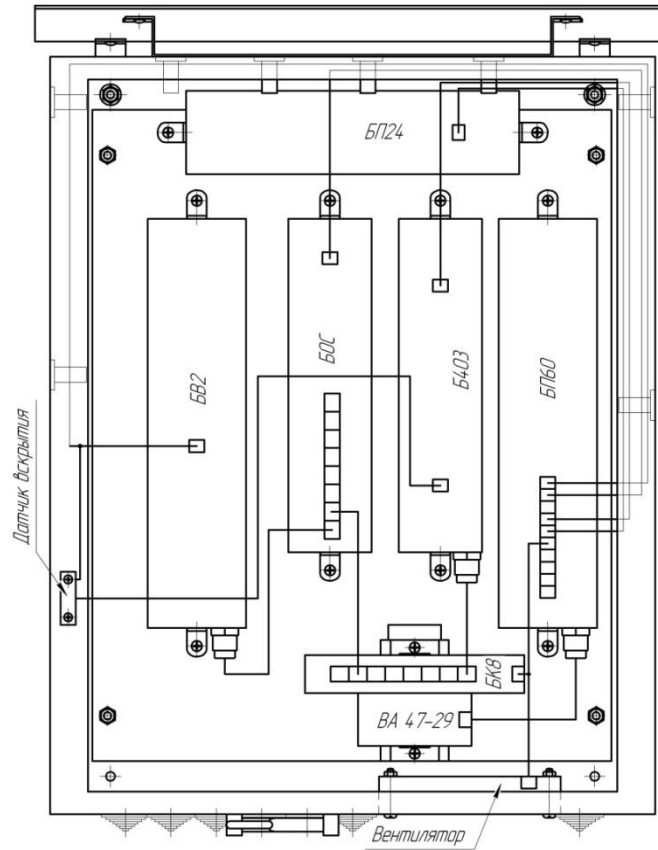 БП24
БВ2
БОС
Б403
БП60
Датчик вскрытия
БК8
ВА 47-29
Вентилятор